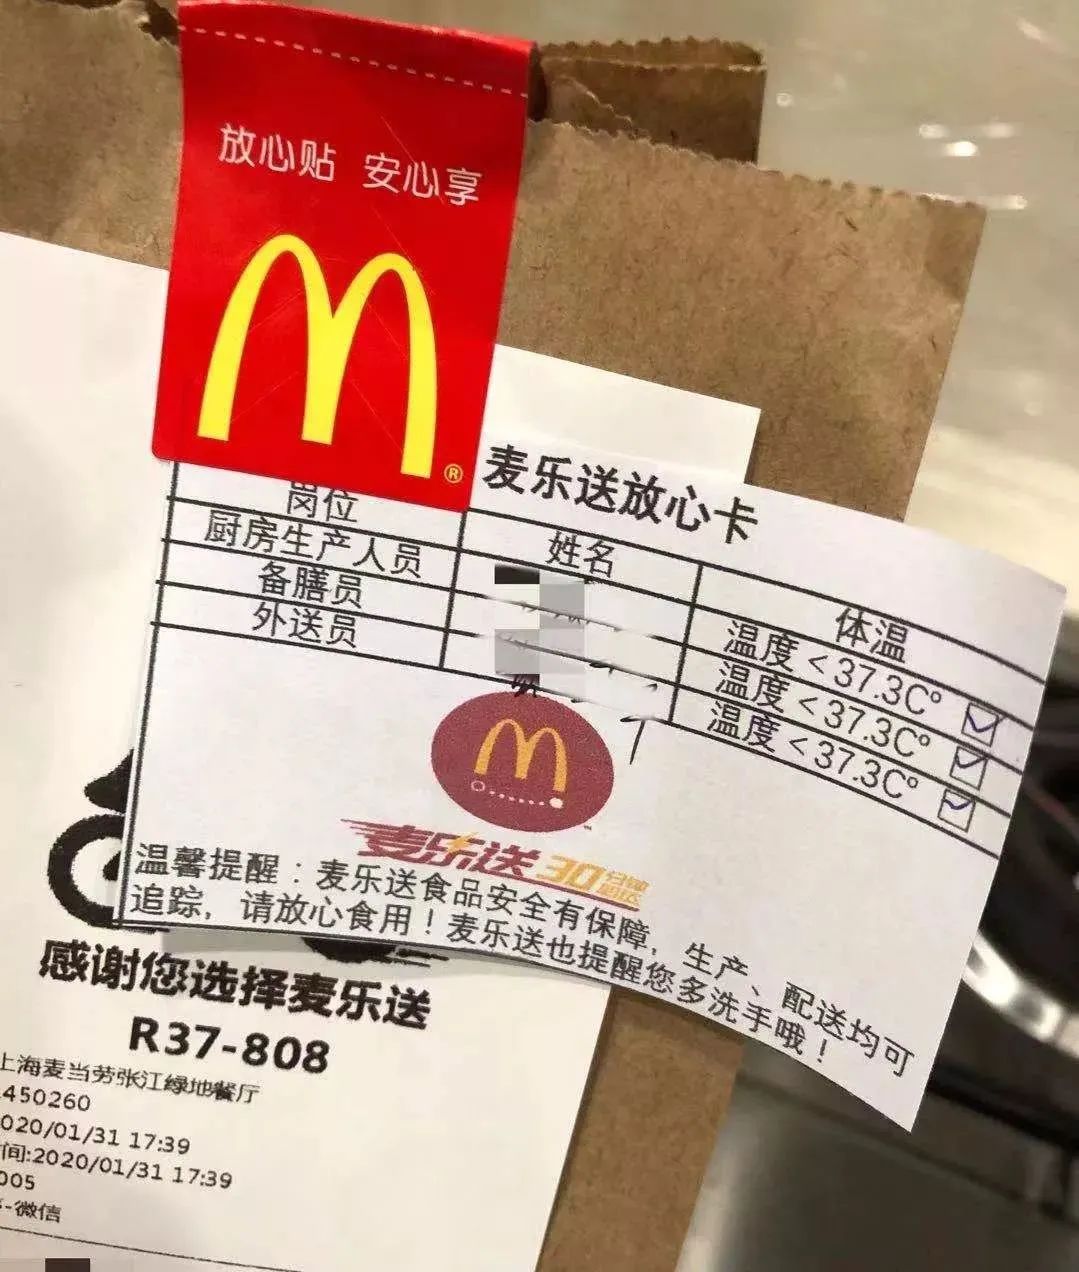 放心贴 安心享
®
麦乐送放心卡
岗位 姓名 体温
厨房生产人员 温度<37.3C°
备膳员 温度<37.3C°
外送员 温度<37.3C°
麦乐送30分钟
温馨提醒：麦乐送食品安全有保障，生产、配送均可
追踪，请放心食用！麦乐送也提醒您多洗手哦！
感谢您选择麦乐送
R37-808
上海麦当劳张江绿地餐厅
450260
020/01/31 17:39
间:2020/01/31 17:39
005
-微信